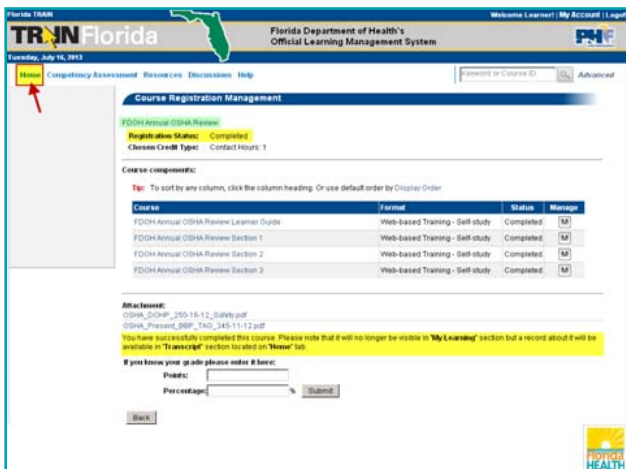 Florida TRAIN
Welcome Learner! | My Account | Logoff
TRAIN Florida
Florida Department of Health's
Official Learning Management System
PHF
Tuesday, July 16, 2013
Home Competency Assessment Resources Discussions Help
Keyword or Course ID
Advanced
Course Registration Management
FDOH Annual OSHA Review
Registration Status: Completed
Chosen Credit Type: Contact Hours: 1
Course components:
Tip: To sort by any column, click the column heading. Or use default order by Display Order
Course Format Status Manage
FDOH Annual OSHA Review Learner Guide Web-based Training - Self-study Completed M
FDOH Annual OSHA Review Section 1 Web-based Training - Self-study Completed M
FDOH Annual OSHA Review Section 2 Web-based Training - Self-study Completed M
FDOH Annual OSHA Review Section 3 Web-based Training - Self-study Completed M
Attachment:
OSHA_DOHP_250-16-12_Safety.pdf
OSHA_Present_BBP_TAO_345-11-12.pdf
You have successfully completed this course. Please note that it will no longer be visible in "My Learning" section but a record about it will be
available in "Transcript" section located on "Home" tab.
If you know your grade please enter it here:
Points:
Percentage: % Submit
Back
Florida
HEALTH